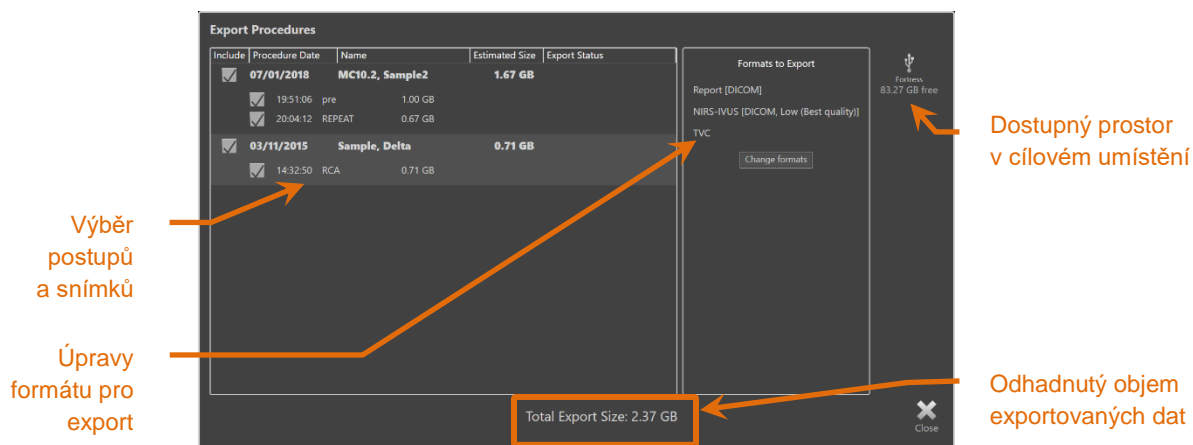 Export Procedures
Include Procedure Date Name Estimated Size Export Status
07/01/2018 MC10.2, Sample2 1.67 GB
19:51:06 pre 1.00 GB
20:04:12 REPEAT 0.67 GB
03/11/2015 Sample, Delta 0.71 GB
14:32:50 RCA 0.71 GB
Formats to Export
Report [DICOM]
NIRS-IVUS [DICOM, Low (Best quality)]
TVC
Change formats
Fortress
83.27 GB free
Dostupný prostor
v cílovém umístění
Výběr
postupů
a snímků
Úpravy
formátu pro
export
Total Export Size: 2.37 GB
Close
Odhadnutý objem
exportovaných dat